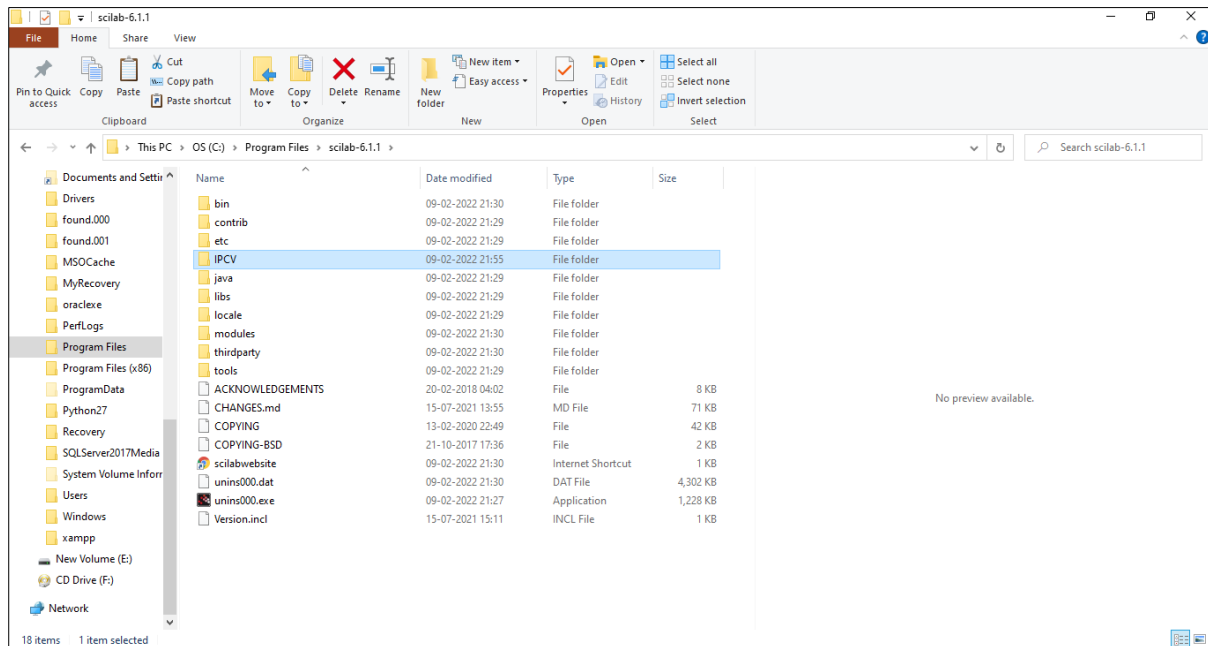 scilab-6.1.1
File Home Share View
Pin to Quick access
Copy
Paste
Cut
Copy path
Paste shortcut
Clipboard
Move to
Copy to
Delete
Rename
Organize
New folder
New item
Easy access
New
Properties
Open
Edit
History
Open
Select all
Select none
Invert selection
Select
This PC > OS (C:) > Program Files > scilab-6.1.1 >
Search scilab-6.1.1
Documents and Settir
Drivers
found.000
found.001
MSOCache
MyRecovery
oraclexe
PerfLogs
Program Files
Program Files (x86)
ProgramData
Python27
Recovery
SQLServer2017Media
System Volume Inforr
Users
Windows
xampp
New Volume (E:)
CD Drive (F:)
Network
Name Date modified Type Size
bin 09-02-2022 21:30 File folder
contrib 09-02-2022 21:29 File folder
etc 09-02-2022 21:29 File folder
IPCV 09-02-2022 21:55 File folder
java 09-02-2022 21:29 File folder
libs 09-02-2022 21:29 File folder
locale 09-02-2022 21:29 File folder
modules 09-02-2022 21:30 File folder
thirdparty 09-02-2022 21:30 File folder
tools 09-02-2022 21:29 File folder
ACKNOWLEDGEMENTS 20-02-2018 04:02 File 8 KB
CHANGES.md 15-07-2021 13:55 MD File 71 KB
COPYING 13-02-2020 22:49 File 42 KB
COPYING-BSD 21-10-2017 17:36 File 2 KB
scilabwebsite 09-02-2022 21:30 Internet Shortcut 1 KB
unins000.dat 09-02-2022 21:30 DAT File 4,302 KB
unins000.exe 09-02-2022 21:27 Application 1,228 KB
Version.incl 15-07-2021 15:11 INCL File 1 KB
No preview available.
18 items 1 item selected